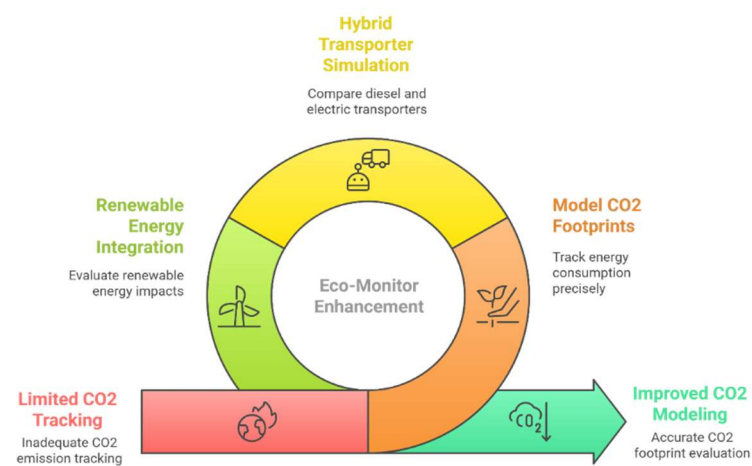 Hybrid
Transporter
Simulation
Compare diesel and
electric transporters
Renewable
Energy
Integration
Evaluate renewable
energy impacts
Model CO2
Footprints
Track energy
consumption
precisely
Eco-Monitor
Enhancement
Limited CO2
Tracking
Inadequate CO2
emission tracking
CO2
Improved CO2
Modeling
Accurate CO2
footprint evaluation